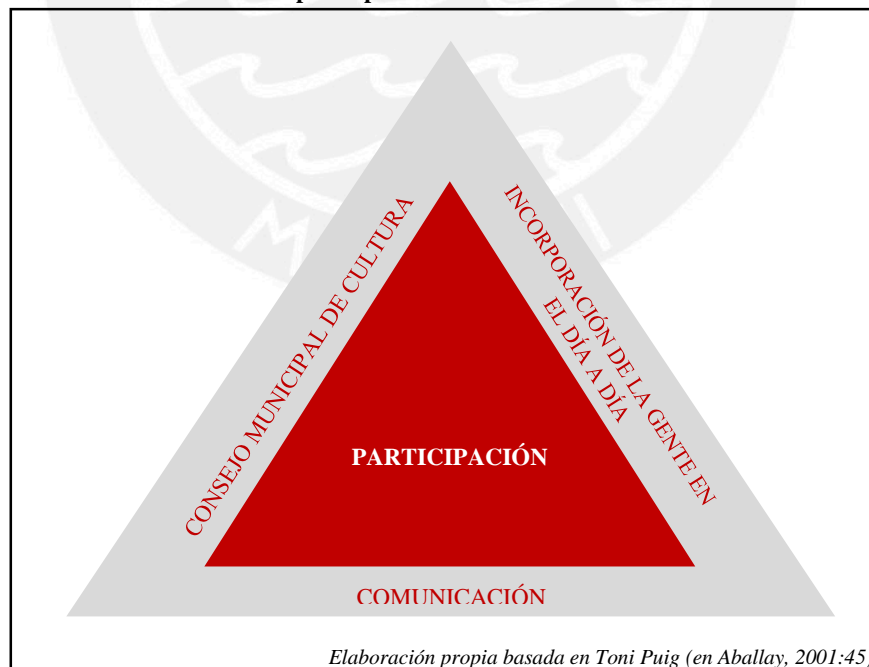 CONSEJO MUNICIPAL DE CULTURA
INCORPORACIÓN DE LA GENTE EN
EL DÍA A DÍA
PARTICIPACIÓN
COMUNICACIÓN
Elaboración propia basada en Toni Puig (en Aballay, 2001:45)